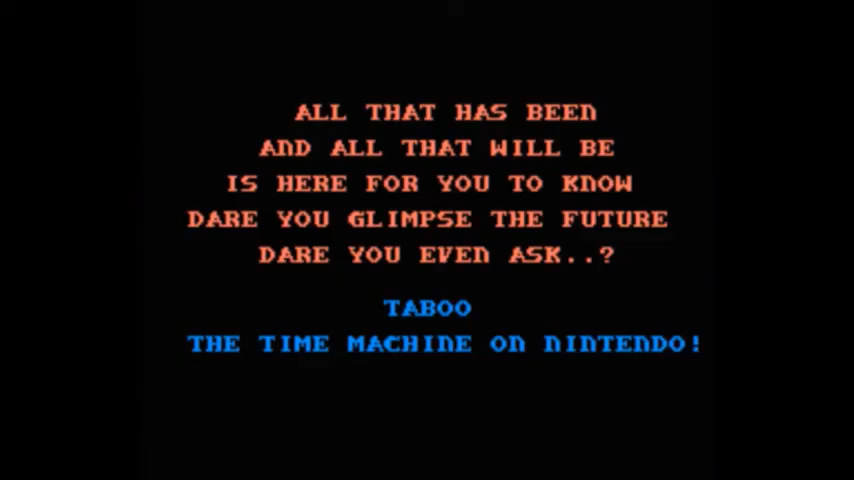 ALL THAT HAS BEEN
AND ALL THAT WILL BE
IS HERE FOR YOU TO KNOW
DARE YOU GLIMPSE THE FUTURE
DARE YOU EVEN ASK..?
TABOO
THE TIME MACHINE ON NINTENDO!